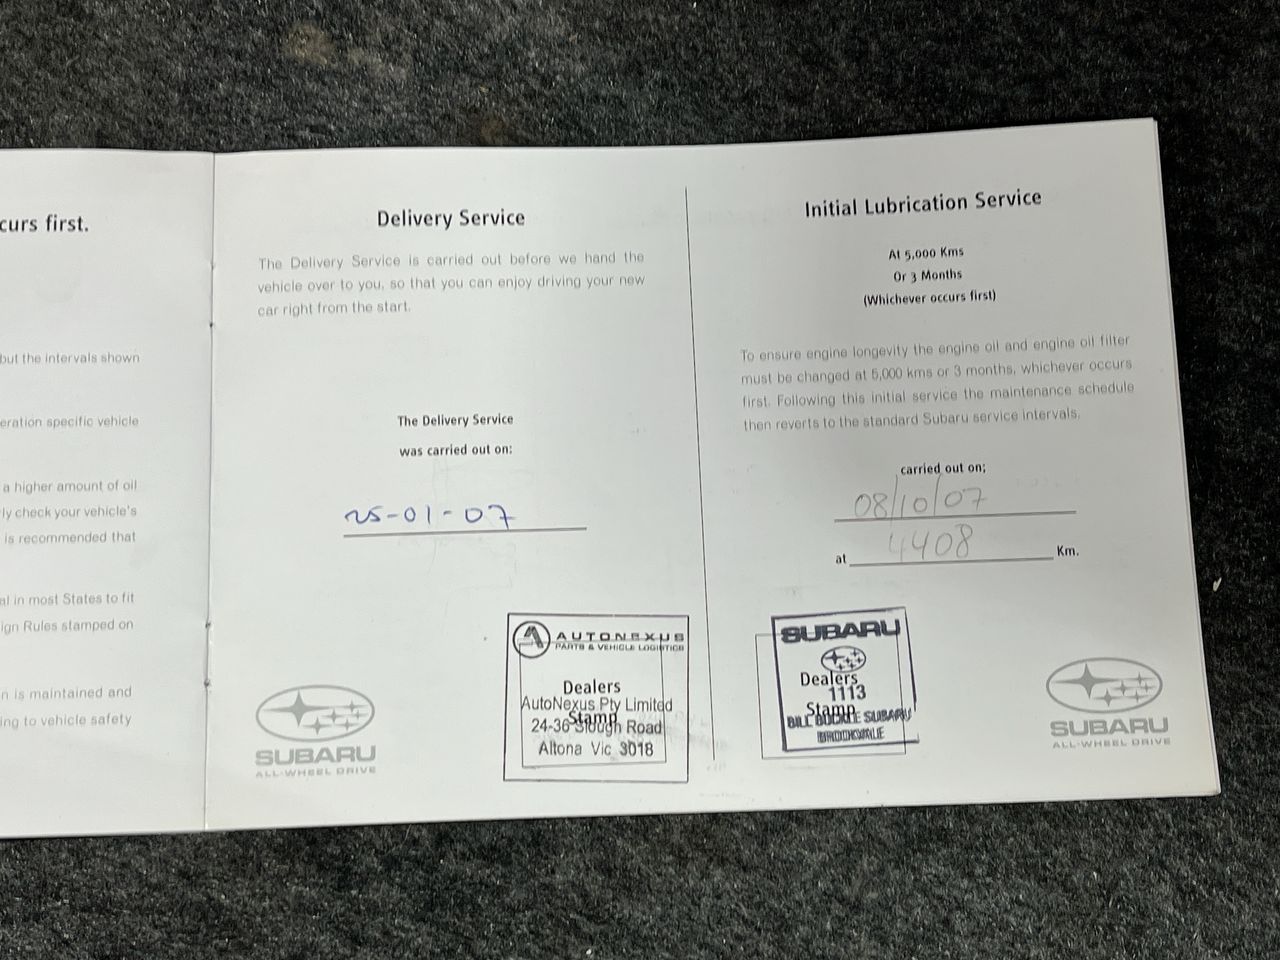 curs first.
but the intervals shown
eration specific vehicle
a higher amount of oil
ly check your vehicle's
is recommended that
al in most States to fit
ign Rules stamped on
n is maintained and
ing to vehicle safety
Delivery Service
The Delivery Service is carried out before we hand the
vehicle over to you, so that you can enjoy driving your new
car right from the start.
The Delivery Service
was carried out on:
25-01-07
SUBARU
ALL-WHEEL DRIVE
AUTONEXUS
PARTS & VEHICLE LOGISTICS
Dealers
AutoNexus Pty Limited
Stamp
24-36 Slough Road
Altona Vic 3018
Initial Lubrication Service
At 5,000 Kms
Or 3 Months
(Whichever occurs first)
To ensure engine longevity the engine oil and engine oil filter
must be changed at 5,000 kms or 3 months, whichever occurs
first. Following this initial service the maintenance schedule
then reverts to the standard Subaru service intervals.
carried out on;
08/10/07
at 4408 Km.
SUBARU
Dealers
1113
Stamp
BILL BUCKLE SUBARU
BROOKVALE
SUBARU
ALL-WHEEL DRIVE